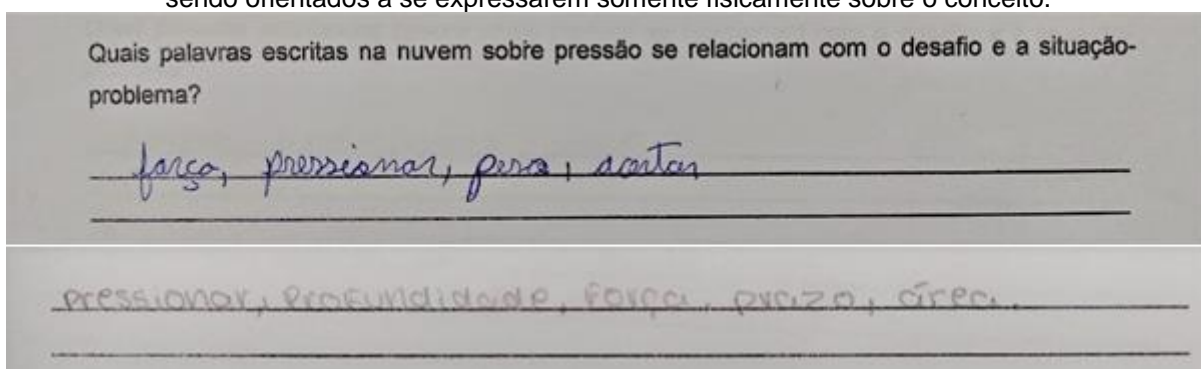 sendo orientados a se expressarem somente fisicamente sobre o conceito.
Quais palavras escritas na nuvem sobre pressão se relacionam com o desafio e a situação-
problema?
força, pressionar, peso,
pressionar, profundidade, força, prazo, área.